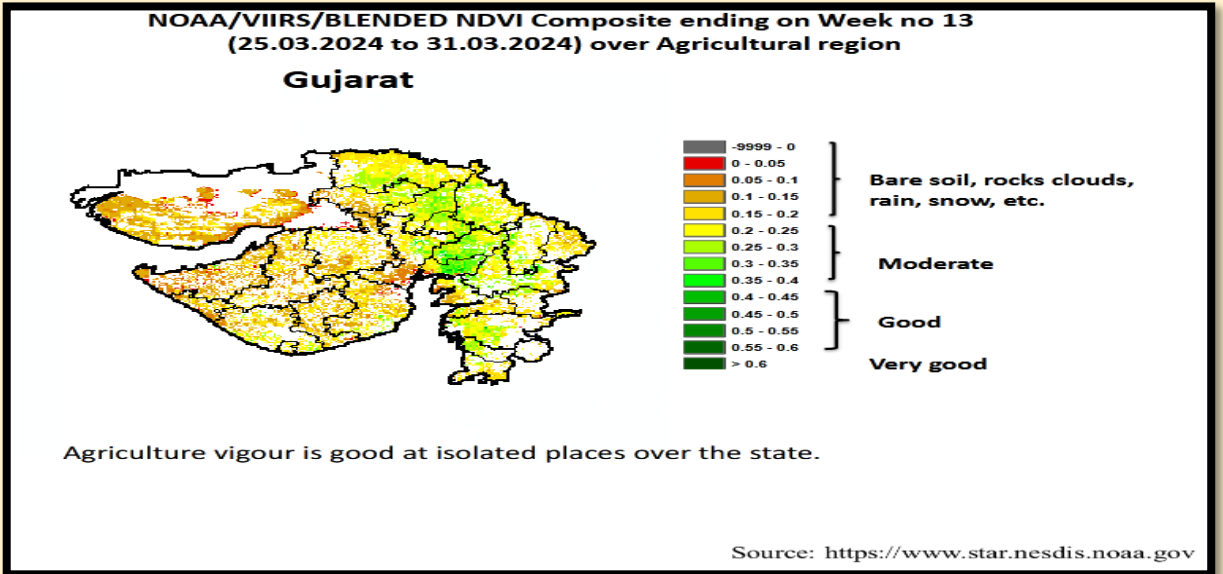 NOAA/VIIRS/BLENDED NDVI Composite ending on Week no 13
(25.03.2024 to 31.03.2024) over Agricultural region
Gujarat
-9999 - 0
0 - 0.05
0.05 - 0.1
0.1 - 0.15
0.15 - 0.2
0.2 - 0.25
0.25 - 0.3
0.3 - 0.35
0.35 - 0.4
0.4 - 0.45
0.45 - 0.5
0.5 - 0.55
0.55 - 0.6
> 0.6
Bare soil, rocks clouds,
rain, snow, etc.
Moderate
Good
Very good
Agriculture vigour is good at isolated places over the state.
Source: https://www.star.nesdis.noaa.gov